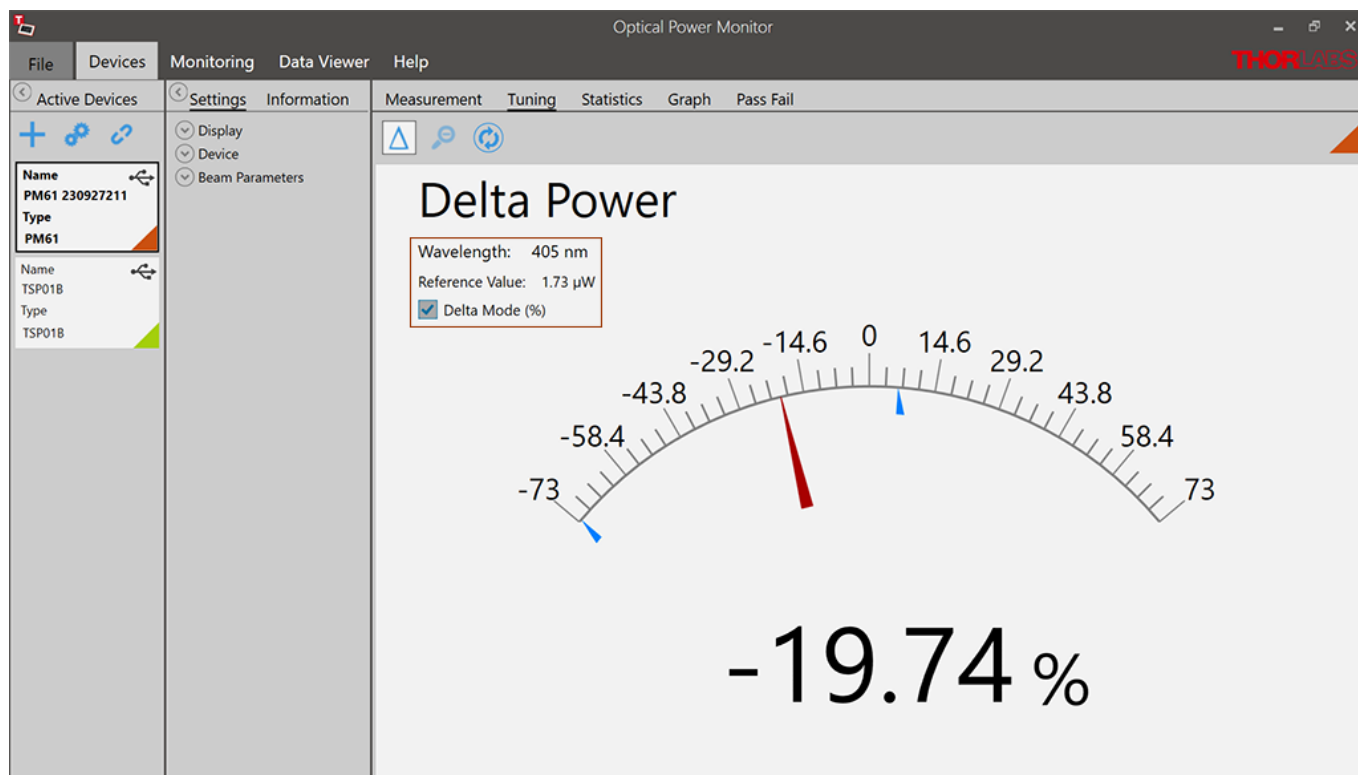 Optical Power Monitor
File Devices Monitoring Data Viewer Help
THORLABS
Active Devices
Name
PM61 230927211
Type
PM61
Name
TSP01B
Type
TSP01B
Settings Information
Display
Device
Beam Parameters
Measurement Tuning Statistics Graph Pass Fail
Delta Power
Wavelength: 405 nm
Reference Value: 1.73 µW
Delta Mode (%)
-73 -58.4 -43.8 -29.2 -14.6 0 14.6 29.2 43.8 58.4 73
-19.74 %